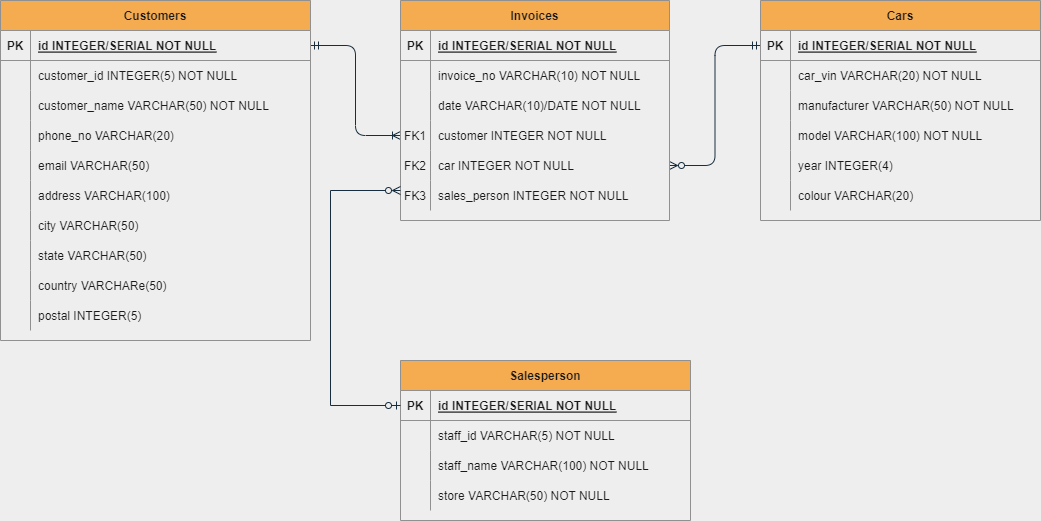 Customers
PK id INTEGER/SERIAL NOT NULL
customer_id INTEGER(5) NOT NULL
customer_name VARCHAR(50) NOT NULL
phone_no VARCHAR(20)
email VARCHAR(50)
address VARCHAR(100)
city VARCHAR(50)
state VARCHAR(50)
country VARCHARe(50)
postal INTEGER(5)
Invoices
PK id INTEGER/SERIAL NOT NULL
invoice_no VARCHAR(10) NOT NULL
date VARCHAR(10)/DATE NOT NULL
FK1 customer INTEGER NOT NULL
FK2 car INTEGER NOT NULL
FK3 sales_person INTEGER NOT NULL
Cars
PK id INTEGER/SERIAL NOT NULL
car_vin VARCHAR(20) NOT NULL
manufacturer VARCHAR(50) NOT NULL
model VARCHAR(100) NOT NULL
year INTEGER(4)
colour VARCHAR(20)
Salesperson
PK id INTEGER/SERIAL NOT NULL
staff_id VARCHAR(5) NOT NULL
staff_name VARCHAR(100) NOT NULL
store VARCHAR(50) NOT NULL